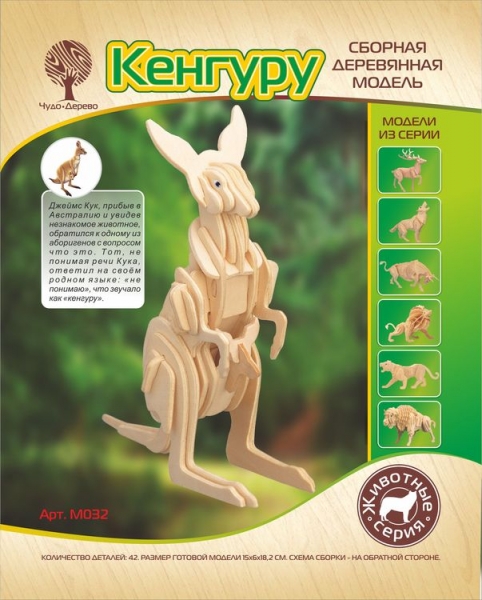 Чудо-Дерево
Кенгуру
СБОРНАЯ
ДЕРЕВЯННАЯ
МОДЕЛЬ
МОДЕЛИ
ИЗ СЕРИИ
Джеймс Кук, прибыв в
Австралию и увидев
незнакомое животное,
обратился к одному из
аборигенов с вопросом
что это. Тот, не
понимая речи Кука,
ответил на своём
родном языке: «не
понимаю», что звучало
как «кенгуру».
Арт. М032
Животные
серия
КОЛИЧЕСТВО ДЕТАЛЕЙ: 42. РАЗМЕР ГОТОВОЙ МОДЕЛИ 15х6х18,2 СМ. СХЕМА СБОРКИ - НА ОБРАТНОЙ СТОРОНЕ.